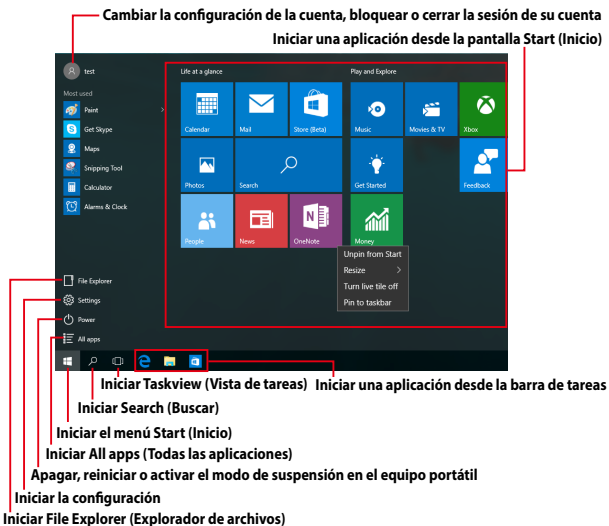 Cambiar la configuración de la cuenta, bloquear o cerrar la sesión de su cuenta
Iniciar una aplicación desde la pantalla Start (Inicio)
test
Most used
Paint
Get Skype
Maps
Snipping Tool
Calculator
Alarms & Clock
File Explorer
Settings
Power
All apps
Life at a glance
Play and Explore
Calendar
Mail
Store (Beta)
Music
Movies & TV
Xbox
Photos
Search
Get Started
Feedback
People
News
OneNote
Money
Unpin from Start
Resize
Turn live tile off
Pin to taskbar
Iniciar Taskview (Vista de tareas)
Iniciar una aplicación desde la barra de tareas
Iniciar Search (Buscar)
Iniciar el menú Start (Inicio)
Iniciar All apps (Todas las aplicaciones)
Apagar, reiniciar o activar el modo de suspensión en el equipo portátil
Iniciar la configuración
Iniciar File Explorer (Explorador de archivos)